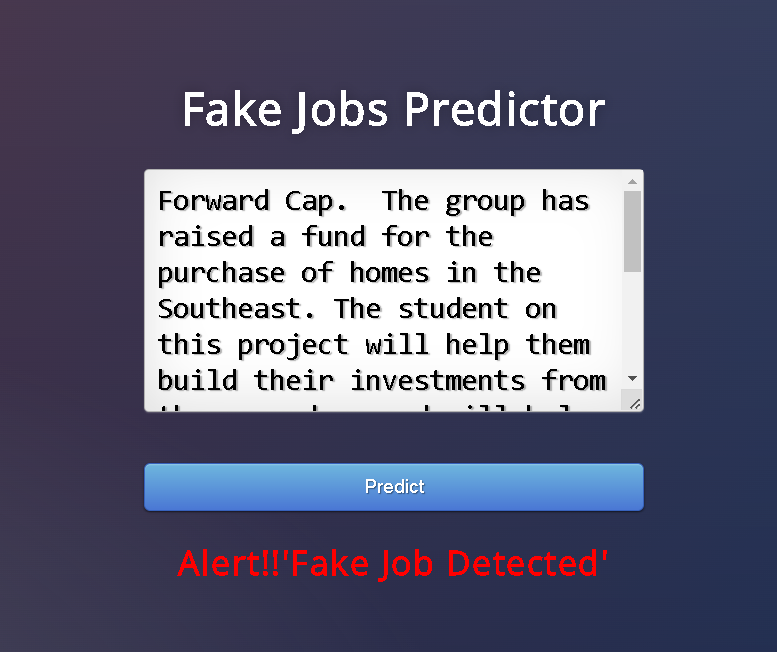 Fake Jobs Predictor
Forward Cap.  The group has
raised a fund for the
purchase of homes in the
Southeast. The student on
this project will help them
build their investments from
Predict
Alert!!'Fake Job Detected'